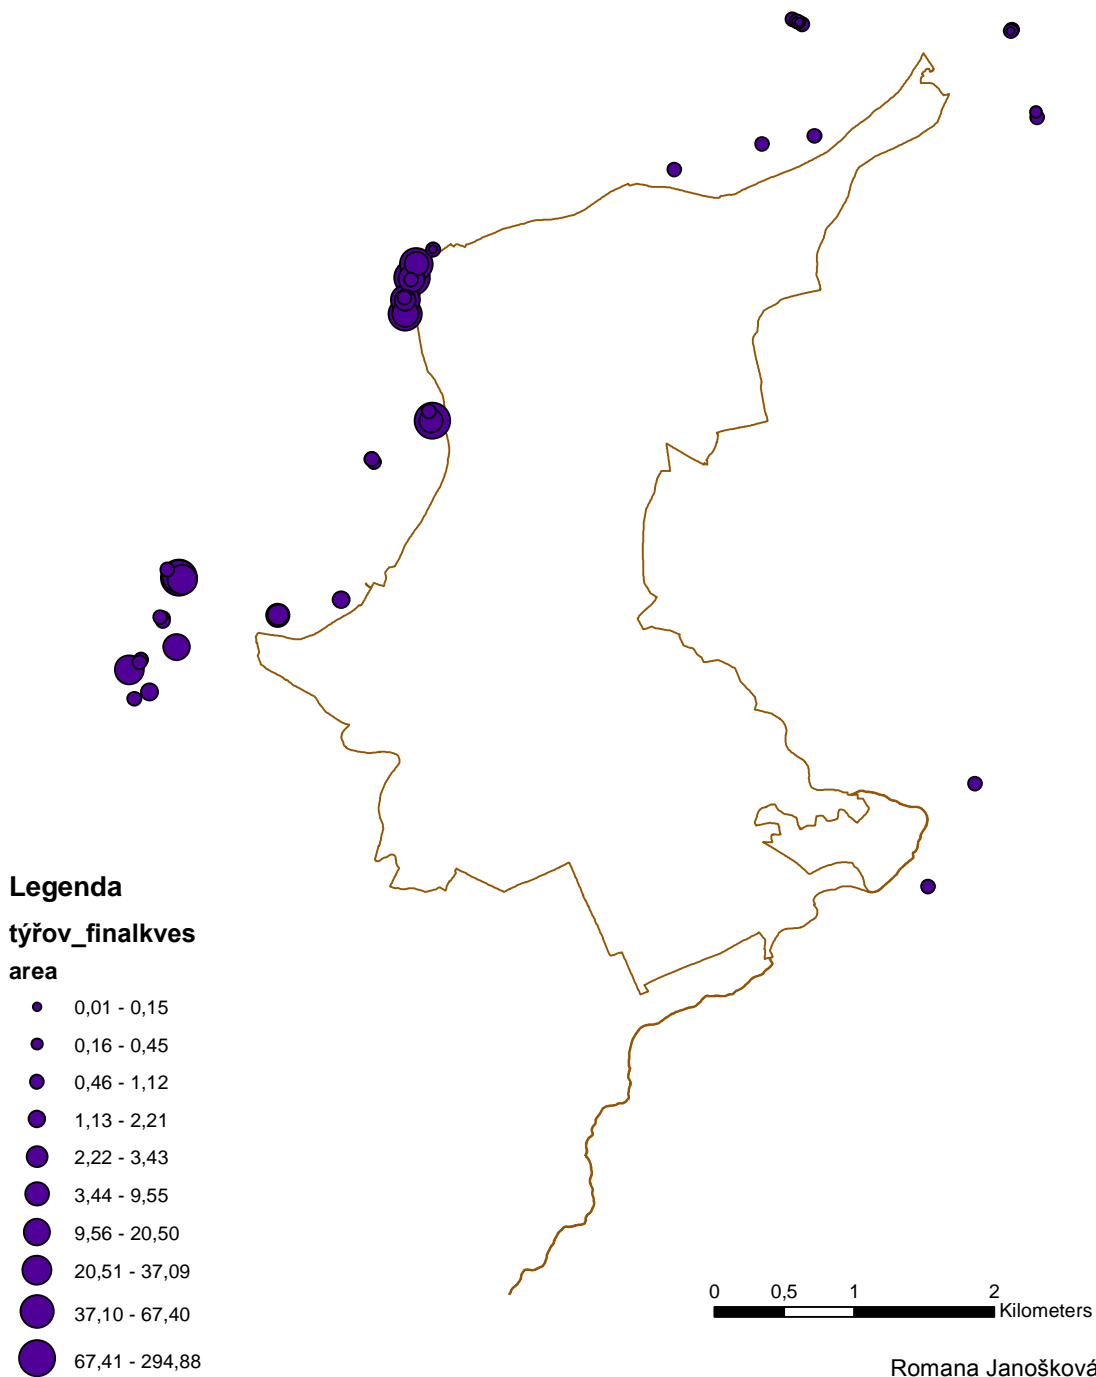 Legenda
týřov_finalkves
area
0,01 - 0,15
0,16 - 0,45
0,46 - 1,12
1,13 - 2,21
2,22 - 3,43
3,44 - 9,55
9,56 - 20,50
20,51 - 37,09
37,10 - 67,40
67,41 - 294,88
0 0,5 1 2
Kilometers
Romana Janošková